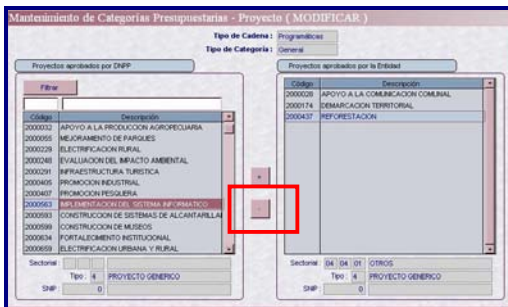 Mantenimiento de Categorías Presupuestarias - Proyecto ( MODIFICAR )
Tipo de Cadena : Programáticas
Tipo de Categoría : General
Proyectos aprobados por DNPP
Filtrar
Código Descripción
2000032 APOYO A LA PRODUCCION AGROPECUARIA
2000055 MEJORAMIENTO DE PARQUES
2000229 ELECTRIFICACION RURAL
2000248 EVALUACION DEL IMPACTO AMBIENTAL
2000291 INFRAESTRUCTURA TURISTICA
2000405 PROMOCION INDUSTRIAL
2000407 PROMOCION PESQUERA
2000563 IMPLEMENTACION DEL SISTEMA INFORMATICO
2000593 CONSTRUCCION DE SISTEMAS DE ALCANTARILLA
2000599 CONSTRUCCION DE MUSEOS
2000634 FORTALECIMIENTO INSTITUCIONAL
2000659 ELECTRIFICACION URBANA Y RURAL
Sectorial :
Tipo : 4 PROYECTO GENERICO
SNIP : 0
Proyectos aprobados por la Entidad
Código Descripción
2000028 APOYO A LA COMUNICACION COMUNAL
2000174 DEMARCACION TERRITORIAL
2000437 REFORESTACION
Sectorial : 04 04 01 OTROS
Tipo : 4 PROYECTO GENERICO
SNIP : 0